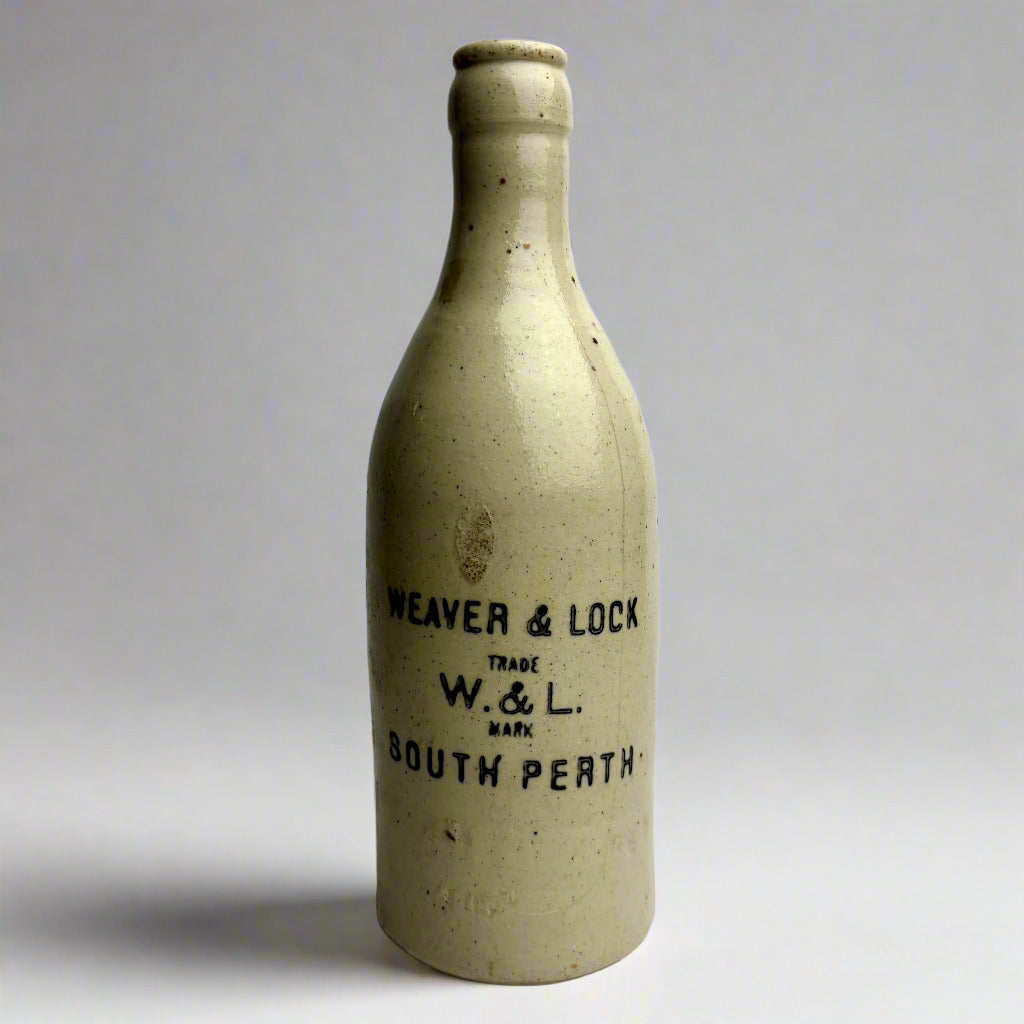 WEAVER & LOCK
TRADE
W. & L.
MARK
SOUTH PERTH